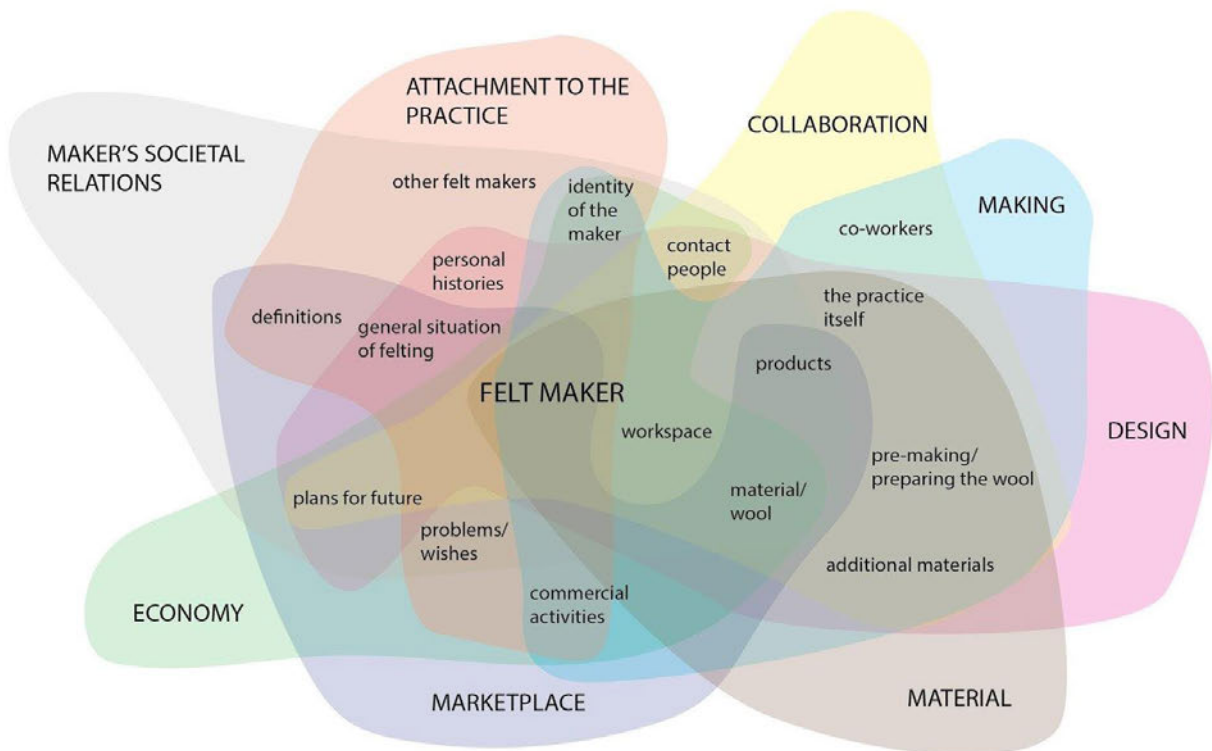 ATTACHMENT TO THE
PRACTICE
COLLABORATION
MAKER'S SOCIETAL
RELATIONS
other felt makers
identity
of the
maker
MAKING
co-workers
contact
people
personal
histories
the practice
itself
definitions
general situation
of felting
products
FELT MAKER
workspace
DESIGN
pre-making/
preparing the wool
plans for future
material/
wool
problems/
wishes
additional materials
commercial
activities
ECONOMY
MARKETPLACE
MATERIAL